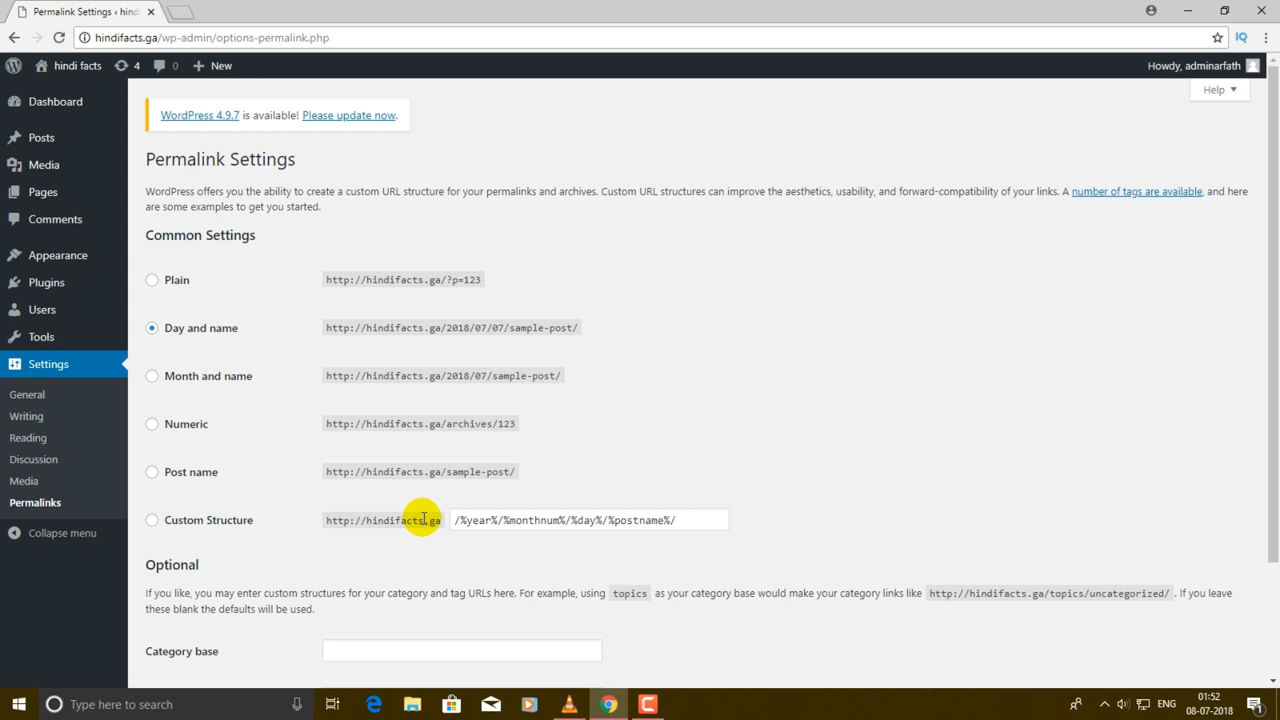 Permalink Settings ‹ hind
hindifacts.ga/wp-admin/options-permalink.php
hindi facts 4 0 New
Howdy, adminarfath
Dashboard
Posts
Media
Pages
Comments
Appearance
Plugins
Users
Tools
Settings
General
Writing
Reading
Discussion
Media
Permalinks
Collapse menu
Help
WordPress 4.9.7 is available! Please update now.
Permalink Settings
WordPress offers you the ability to create a custom URL structure for your permalinks and archives. Custom URL structures can improve the aesthetics, usability, and forward-compatibility of your links. A number of tags are available, and here
are some examples to get you started.
Common Settings
Plain http://hindifacts.ga/?p=123
Day and name http://hindifacts.ga/2018/07/07/sample-post/
Month and name http://hindifacts.ga/2018/07/sample-post/
Numeric http://hindifacts.ga/archives/123
Post name http://hindifacts.ga/sample-post/
Custom Structure http://hindifacts.ga /%year%/%monthnum%/%day%/%postname%/
Optional
If you like, you may enter custom structures for your category and tag URLs here. For example, using topics as your category base would make your category links like http://hindifacts.ga/topics/uncategorized/ . If you leave
these blank the defaults will be used.
Category base
Type here to search
ENG
01:52
08-07-2018
1
IQ